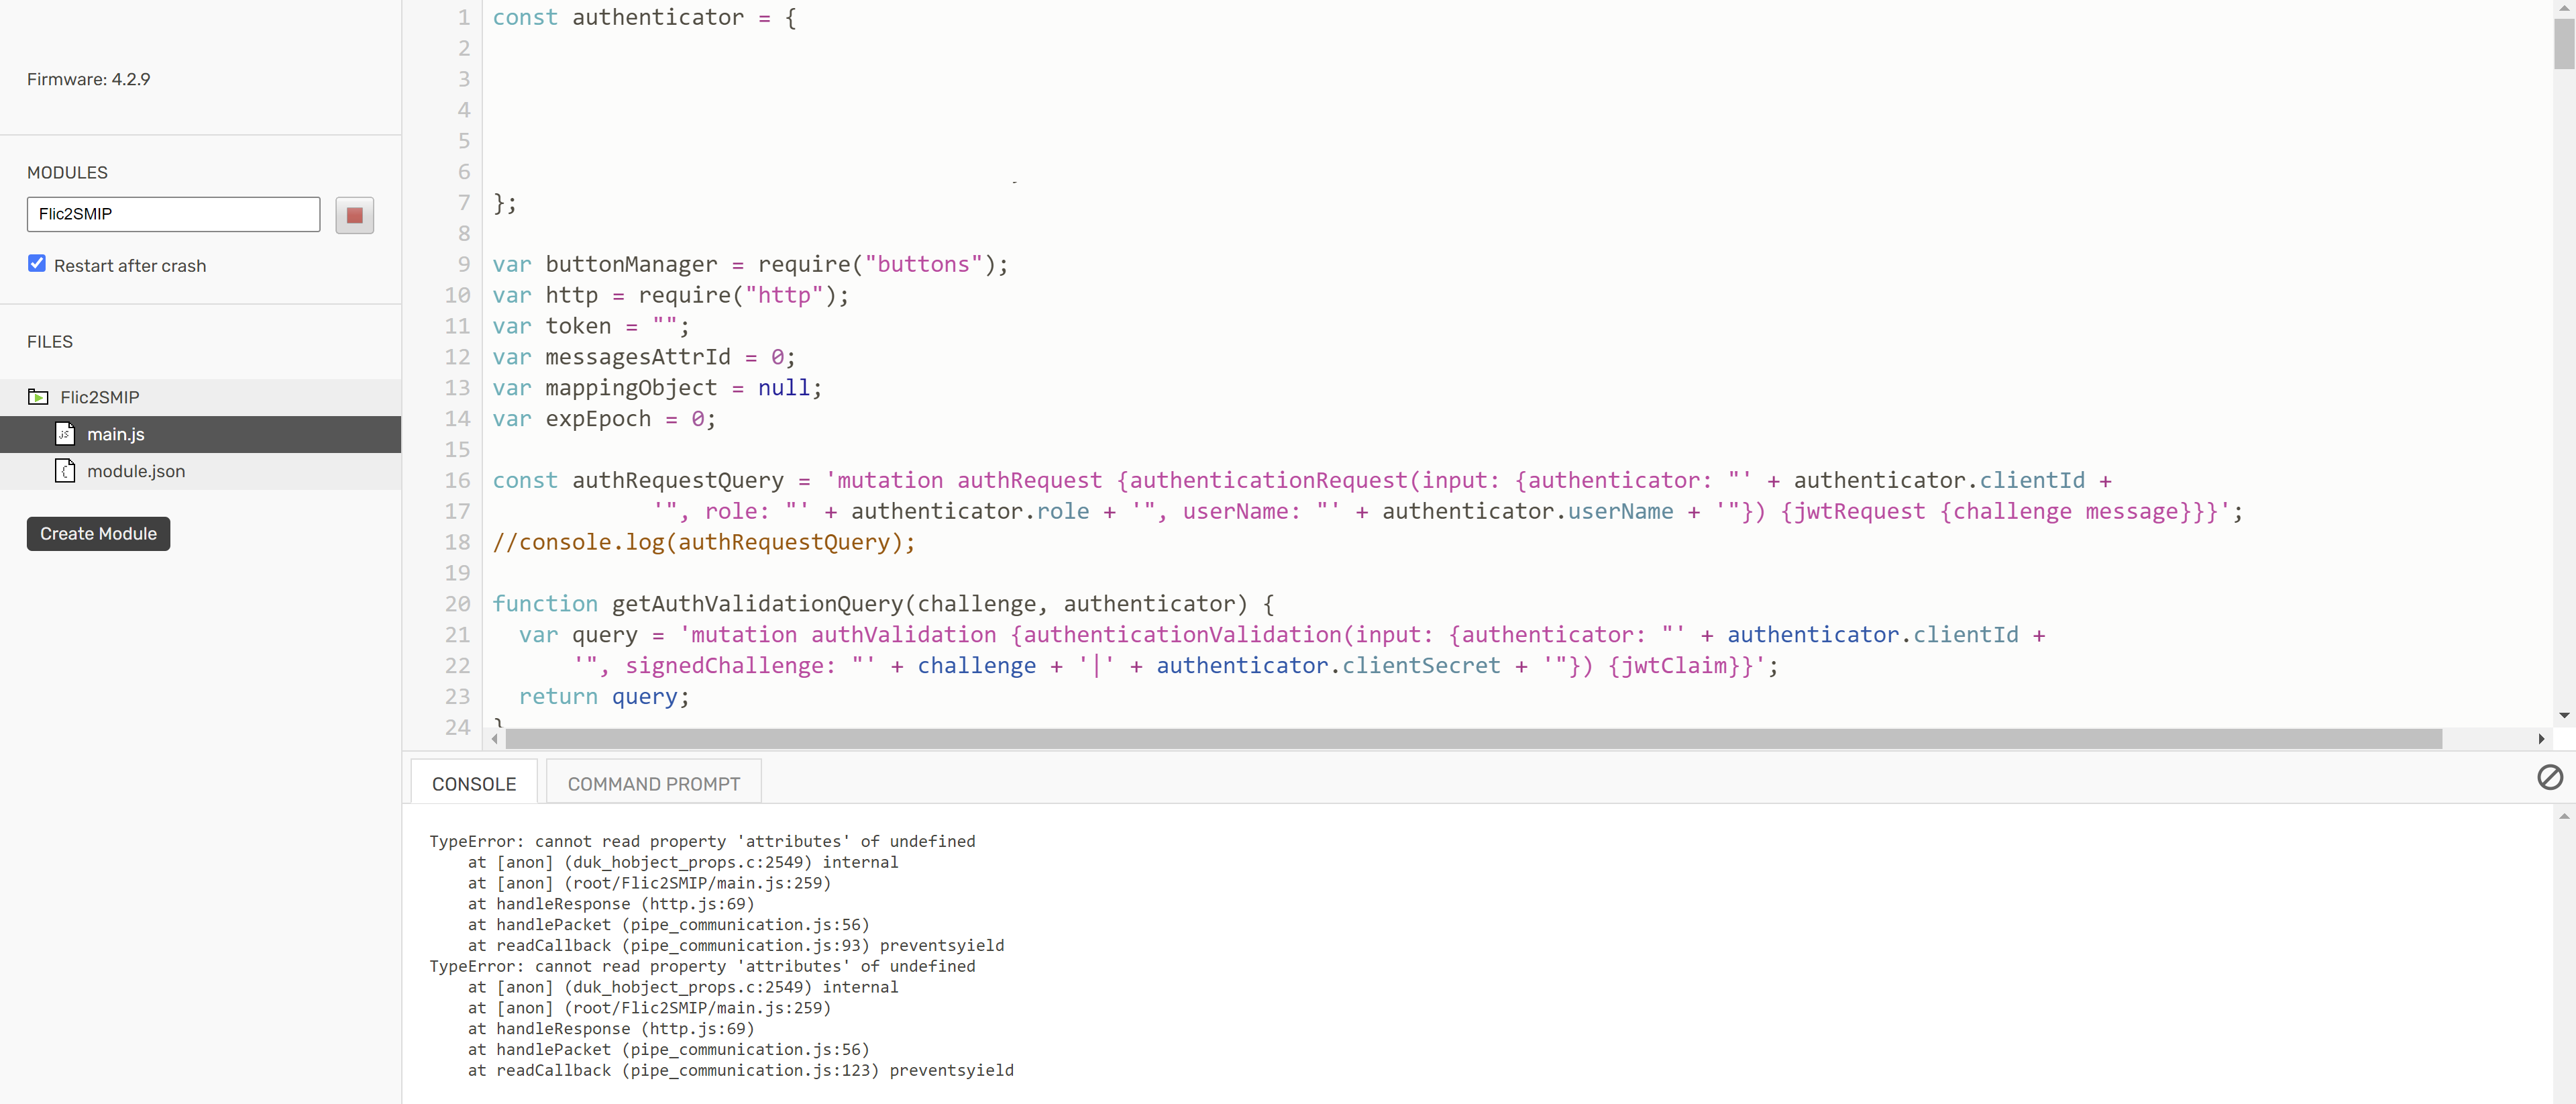 Firmware: 4.2.9
MODULES
Flic2SMIP
Restart after crash
FILES
Flic2SMIP
main.js
module.json
Create Module
1 const authenticator = {
2
3
4
5
6
7 };
8
9 var buttonManager = require("buttons");
10 var http = require("http");
11 var token = "";
12 var messagesAttrId = 0;
13 var mappingObject = null;
14 var expEpoch = 0;
15
16 const authRequestQuery = 'mutation authRequest {authenticationRequest(input: {authenticator: "' + authenticator.clientId +
17 '", role: "' + authenticator.role + '", userName: "' + authenticator.userName + '"}) {jwtRequest {challenge message}}}';
18 //console.log(authRequestQuery);
19
20 function getAuthValidationQuery(challenge, authenticator) {
21 var query = 'mutation authValidation {authenticationValidation(input: {authenticator: "' + authenticator.clientId +
22 '", signedChallenge: "' + challenge + '|' + authenticator.clientSecret + '"}) {jwtClaim}}';
23 return query;
24 }
CONSOLE
COMMAND PROMPT
TypeError: cannot read property 'attributes' of undefined
at [anon] (duk_hobject_props.c:2549) internal
at [anon] (root/Flic2SMIP/main.js:259)
at handleResponse (http.js:69)
at handlePacket (pipe_communication.js:56)
at readCallback (pipe_communication.js:93) preventsyield
TypeError: cannot read property 'attributes' of undefined
at [anon] (duk_hobject_props.c:2549) internal
at [anon] (root/Flic2SMIP/main.js:259)
at handleResponse (http.js:69)
at handlePacket (pipe_communication.js:56)
at readCallback (pipe_communication.js:123) preventsyield